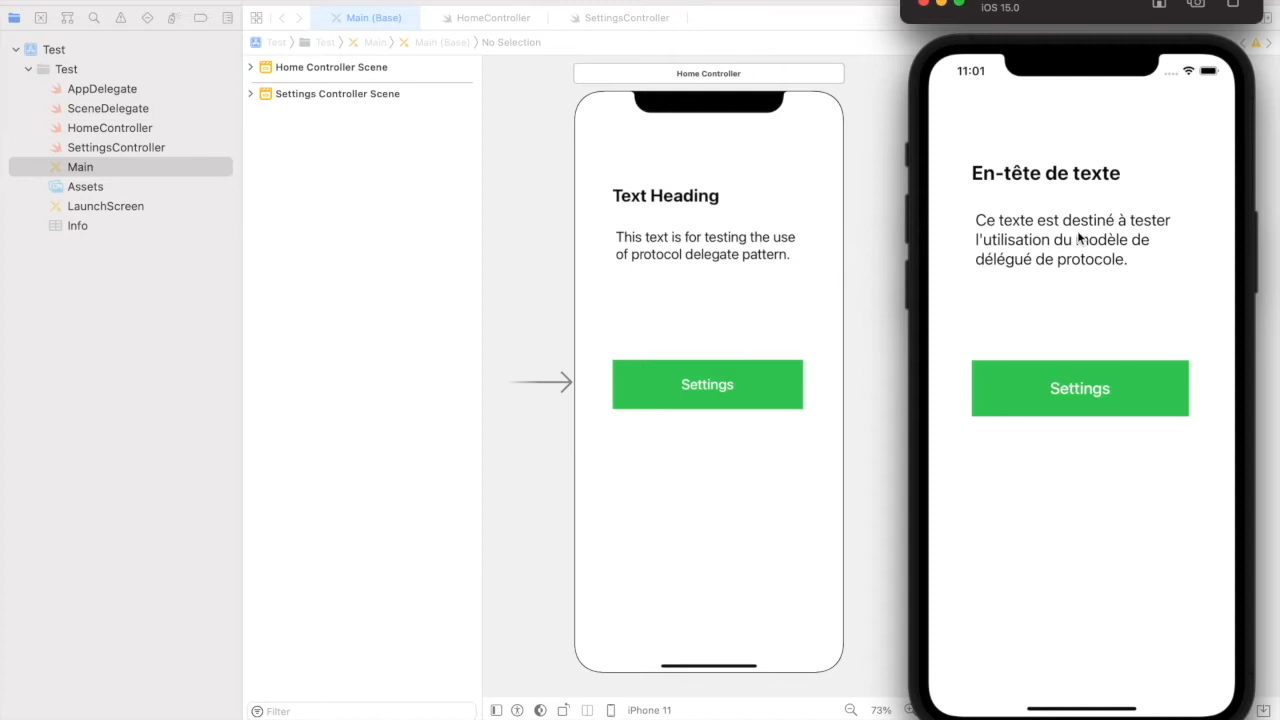 Main (Base)
HomeController
SettingsController
iOS 15.0
Test
Test
Main
Main (Base)
No Selection
Test
Test
AppDelegate
SceneDelegate
HomeController
SettingsController
Main
Assets
LaunchScreen
Info
Home Controller Scene
Settings Controller Scene
Filter
Home Controller
Text Heading
This text is for testing the use
of protocol delegate pattern.
Settings
iPhone 11
73%
11:01
En-tête de texte
Ce texte est destiné à tester
l'utilisation du modèle de
délégué de protocole.
Settings